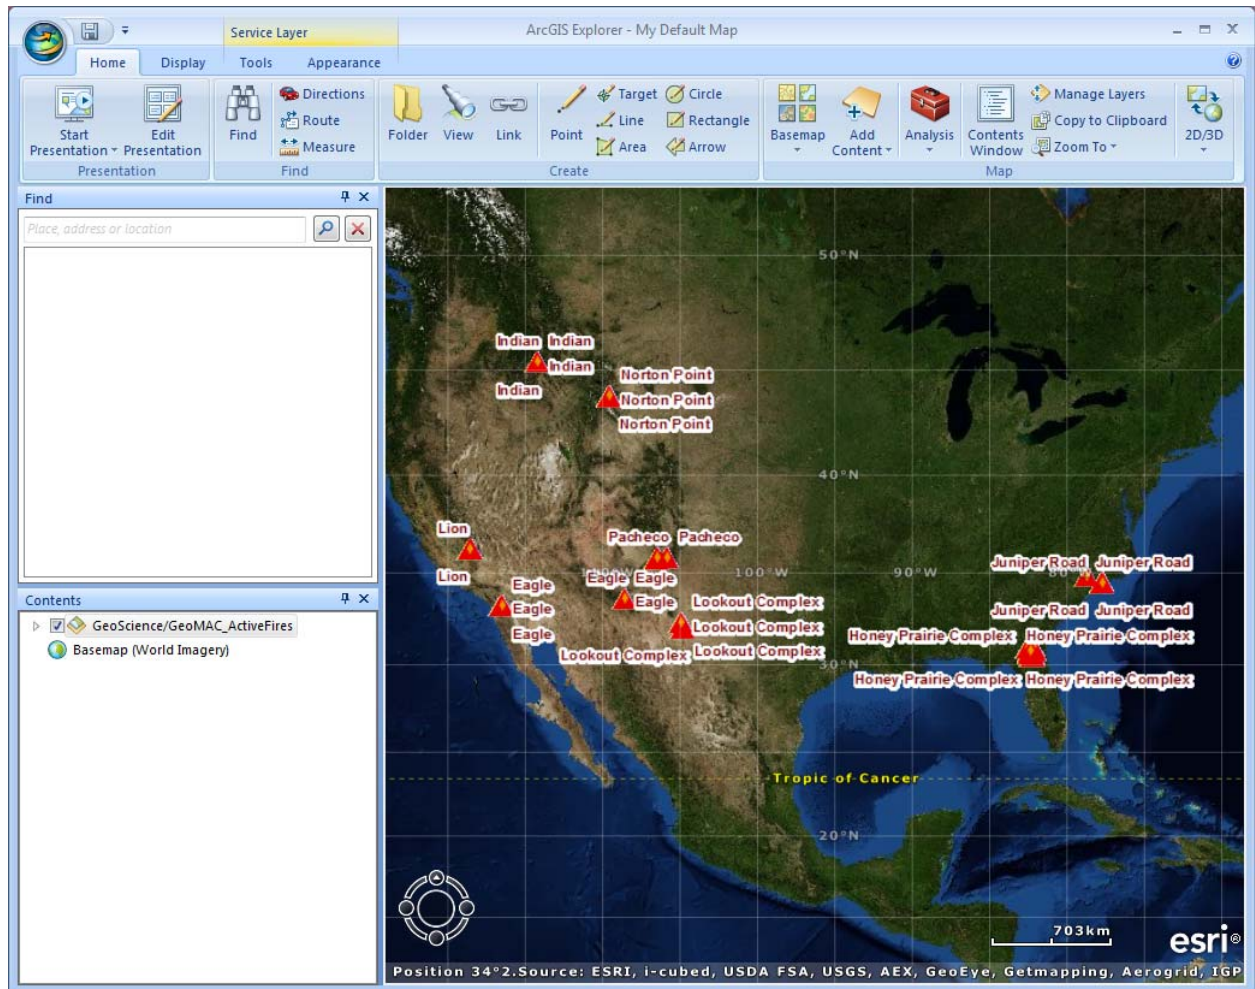 Service Layer
ArcGIS Explorer - My Default Map
Home Display Tools Appearance
Start Presentation
Edit Presentation
Presentation
Find
Directions
Route
Measure
Find
Folder
View
Link
Point
Target
Line
Area
Circle
Rectangle
Arrow
Create
Basemap
Add Content
Analysis
Contents Window
Manage Layers
Copy to Clipboard
Zoom To
2D/3D
Map
Find
Place, address or location
Contents
GeoScience/GeoMAC_ActiveFires
Basemap (World Imagery)
50°N
Indian Indian
Indian
Indian
Norton Point
Norton Point
Norton Point
40°N
Lion
Lion
Pacheco Pacheco
100°W
90°W
80°W
Juniper Road Juniper Road
Juniper Road Juniper Road
Eagle
Eagle
Eagle
Eagle Eagle
Eagle
Lookout Complex
Lookout Complex
Lookout Complex Lookout Complex
Honey Prairie Complex Honey Prairie Complex
30°N
Honey Prairie Complex Honey Prairie Complex
Tropic of Cancer
20°N
703km
esri®
Position 34°2.Source: ESRI, i-cubed, USDA FSA, USGS, AEX, GeoEye, Getmapping, Aerogrid, IGP